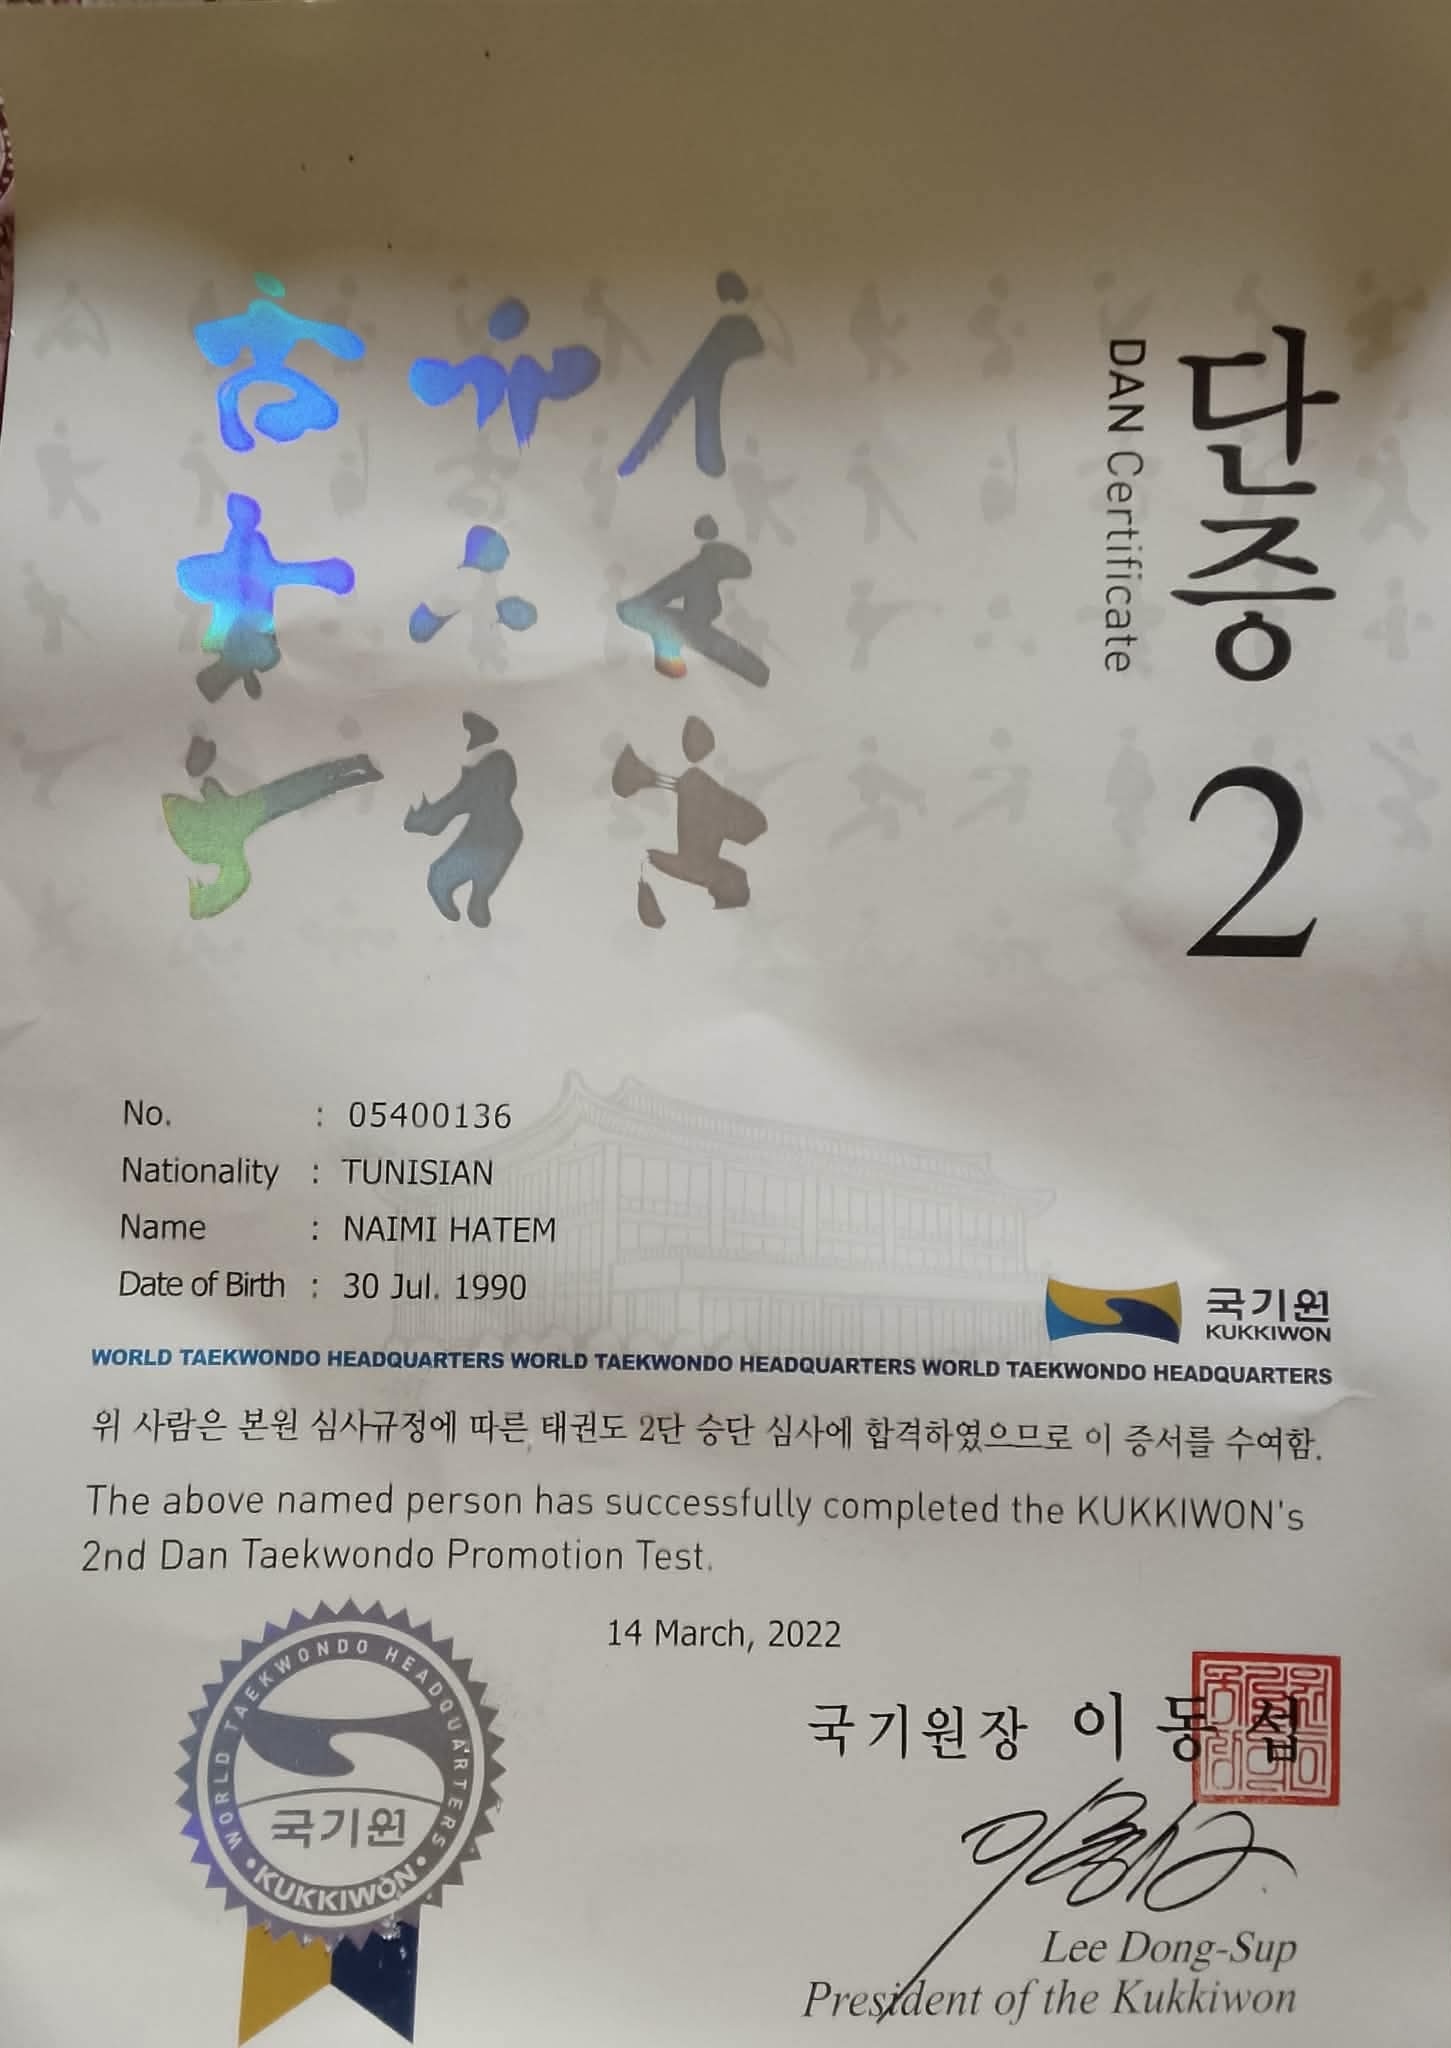 단증 2
DAN Certificate
No. : 05400136
Nationality : TUNISIAN
Name : NAIMI HATEM
Date of Birth : 30 Jul. 1990
국기원
KUKKIWON
WORLD TAEKWONDO HEADQUARTERS WORLD TAEKWONDO HEADQUARTERS WORLD TAEKWONDO HEADQUARTERS
위 사람은 본원 심사규정에 따른 태권도 2단 승단 심사에 합격하였으므로 이 증서를 수여함.
The above named person has successfully completed the KUKKIWON's
2nd Dan Taekwondo Promotion Test.
14 March, 2022
WORLD TAEKWONDO HEADQUARTERS
국기원
KUKKIWON
국기원장 이동섭
Lee Dong-Sup
President of the Kukkiwon